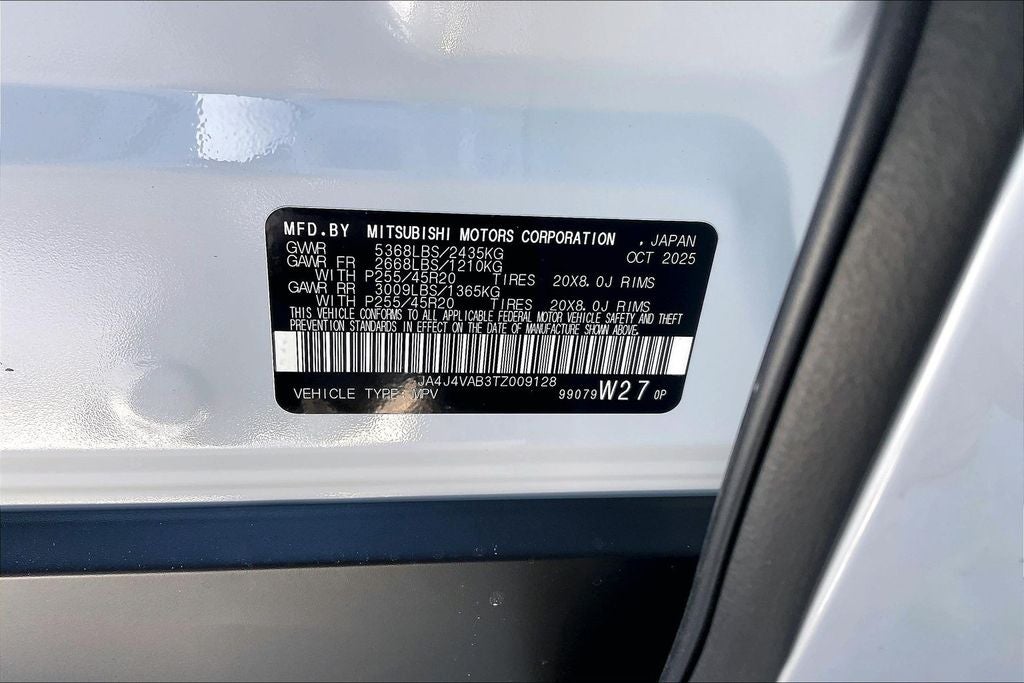 MFD.BY MITSUBISHI MOTORS CORPORATION , JAPAN
GWWR 5368LBS/2435KG OCT 2025
GAWR FR 2668LBS/1210KG
WITH P255/45R20 TIRES 20X8.0J RIMS
GAWR RR 3009LBS/1365KG
WITH P255/45R20 TIRES 20X8.0J RIMS
THIS VEHICLE CONFORMS TO ALL APPLICABLE FEDERAL MOTOR VEHICLE SAFETY AND THEFT
PREVENTION STANDARDS IN EFFECT ON THE DATE OF MANUFACTURE SHOWN ABOVE.
JA4J4VAB3TZ009128
VEHICLE TYPE: MPV 99079 W27 0P